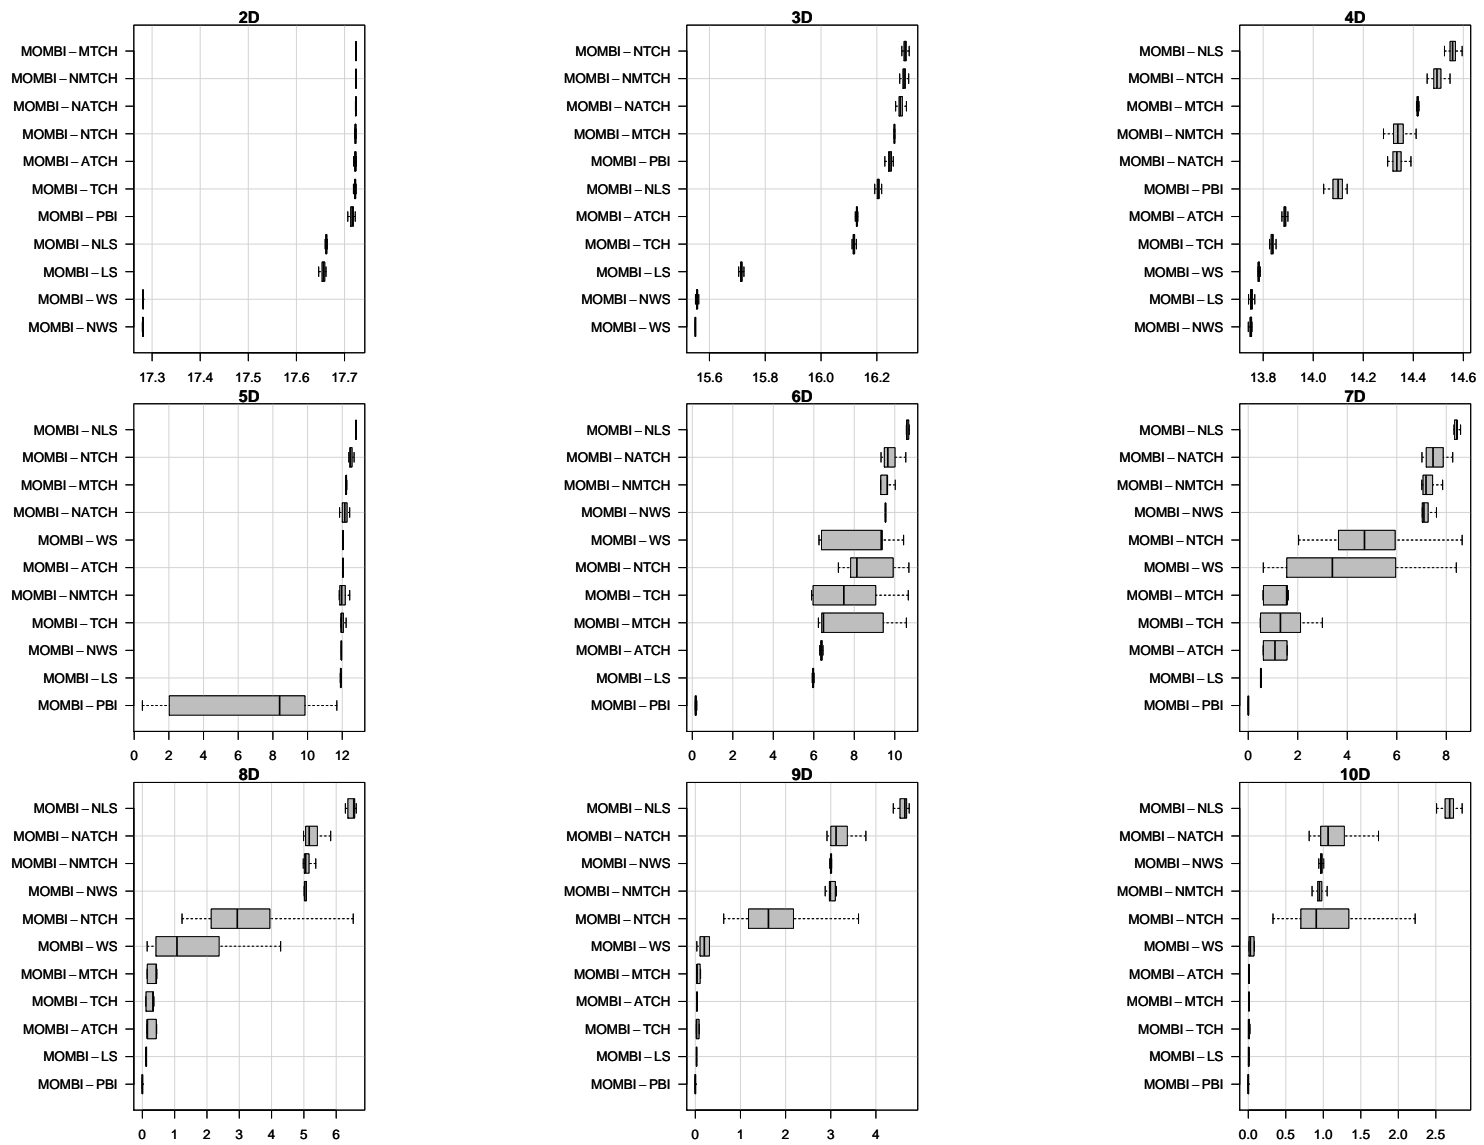 2D
MOMBI−MTCH
MOMBI−NMTCH
MOMBI−NATCH
MOMBI−NTCH
MOMBI−ATCH
MOMBI−TCH
MOMBI−PBI
MOMBI−NLS
MOMBI−LS
MOMBI−WS
MOMBI−NWS
17.3 17.4 17.5 17.6 17.7
3D
MOMBI−NTCH
MOMBI−NMTCH
MOMBI−NATCH
MOMBI−MTCH
MOMBI−PBI
MOMBI−NLS
MOMBI−ATCH
MOMBI−TCH
MOMBI−LS
MOMBI−NWS
MOMBI−WS
15.6 15.8 16.0 16.2
4D
MOMBI−NLS
MOMBI−NTCH
MOMBI−MTCH
MOMBI−NMTCH
MOMBI−NATCH
MOMBI−PBI
MOMBI−ATCH
MOMBI−TCH
MOMBI−WS
MOMBI−LS
MOMBI−NWS
13.8 14.0 14.2 14.4 14.6
5D
MOMBI−NLS
MOMBI−NTCH
MOMBI−MTCH
MOMBI−NATCH
MOMBI−WS
MOMBI−ATCH
MOMBI−NMTCH
MOMBI−TCH
MOMBI−NWS
MOMBI−LS
MOMBI−PBI
0 2 4 6 8 10 12
6D
MOMBI−NLS
MOMBI−NATCH
MOMBI−NMTCH
MOMBI−NWS
MOMBI−WS
MOMBI−NTCH
MOMBI−TCH
MOMBI−MTCH
MOMBI−ATCH
MOMBI−LS
MOMBI−PBI
0 2 4 6 8 10
7D
MOMBI−NLS
MOMBI−NATCH
MOMBI−NMTCH
MOMBI−NWS
MOMBI−NTCH
MOMBI−WS
MOMBI−MTCH
MOMBI−TCH
MOMBI−ATCH
MOMBI−LS
MOMBI−PBI
0 2 4 6 8
8D
MOMBI−NLS
MOMBI−NATCH
MOMBI−NMTCH
MOMBI−NWS
MOMBI−NTCH
MOMBI−WS
MOMBI−MTCH
MOMBI−TCH
MOMBI−ATCH
MOMBI−LS
MOMBI−PBI
0 1 2 3 4 5 6
9D
MOMBI−NLS
MOMBI−NATCH
MOMBI−NWS
MOMBI−NMTCH
MOMBI−NTCH
MOMBI−WS
MOMBI−MTCH
MOMBI−ATCH
MOMBI−TCH
MOMBI−LS
MOMBI−PBI
0 1 2 3 4
10D
MOMBI−NLS
MOMBI−NATCH
MOMBI−NWS
MOMBI−NMTCH
MOMBI−NTCH
MOMBI−WS
MOMBI−ATCH
MOMBI−MTCH
MOMBI−TCH
MOMBI−LS
MOMBI−PBI
0.0 0.5 1.0 1.5 2.0 2.5